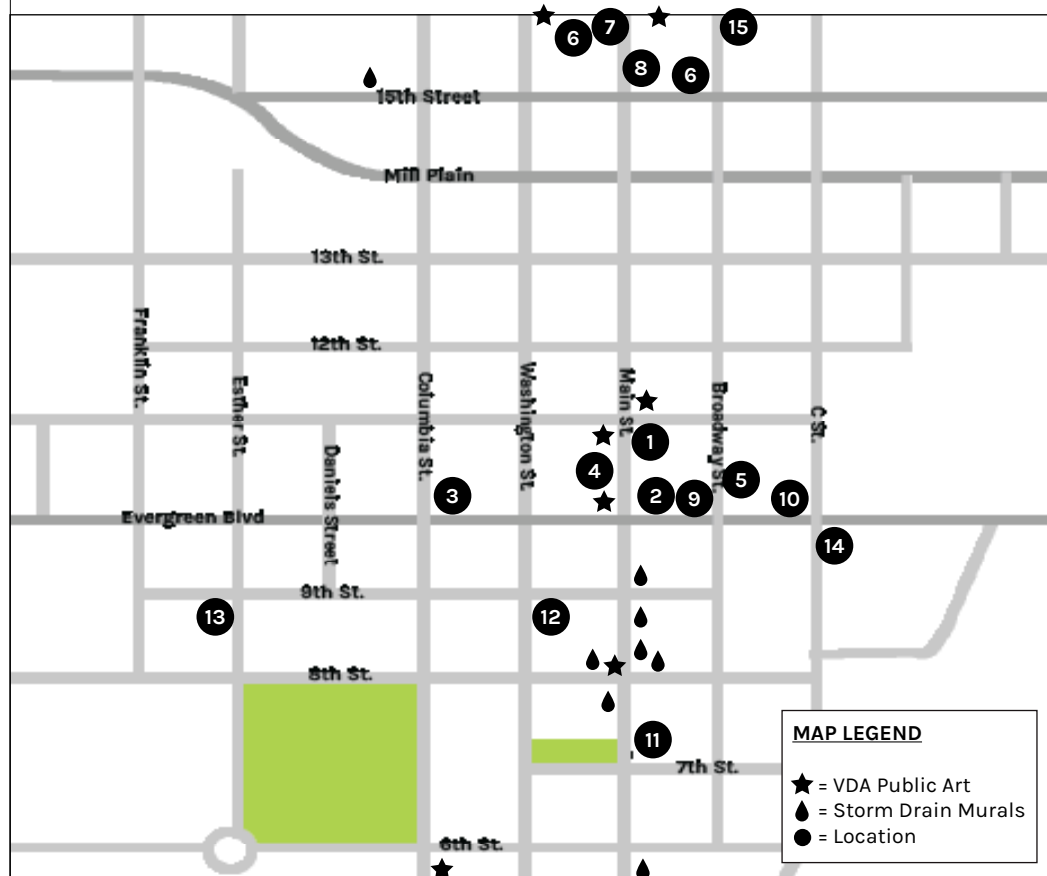 7
15
6
8
6
15th Street
Mill Plain
13th St.
Franklin St.
12th St.
Esther St.
Columbia St.
Washington St.
Main St.
Broadway St.
C St.
Daniels Street
1
4
5
3
2
9
10
Evergreen Blvd
14
9th St.
13
12
8th St.
11
7th St.
6th St.
MAP LEGEND
= VDA Public Art
= Storm Drain Murals
= Location